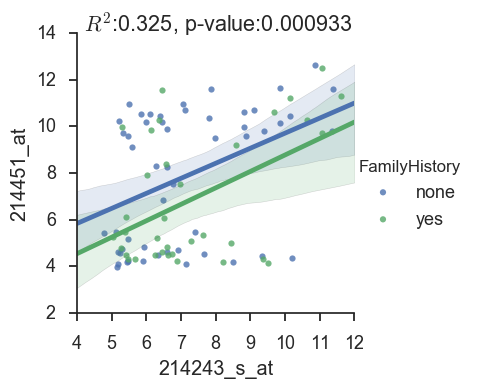 R²:0.325, p-value:0.000933
14
12
10
8
6
4
2
214451_at
4 5 6 7 8 9 10 11 12
214243_s_at
FamilyHistory
none
yes